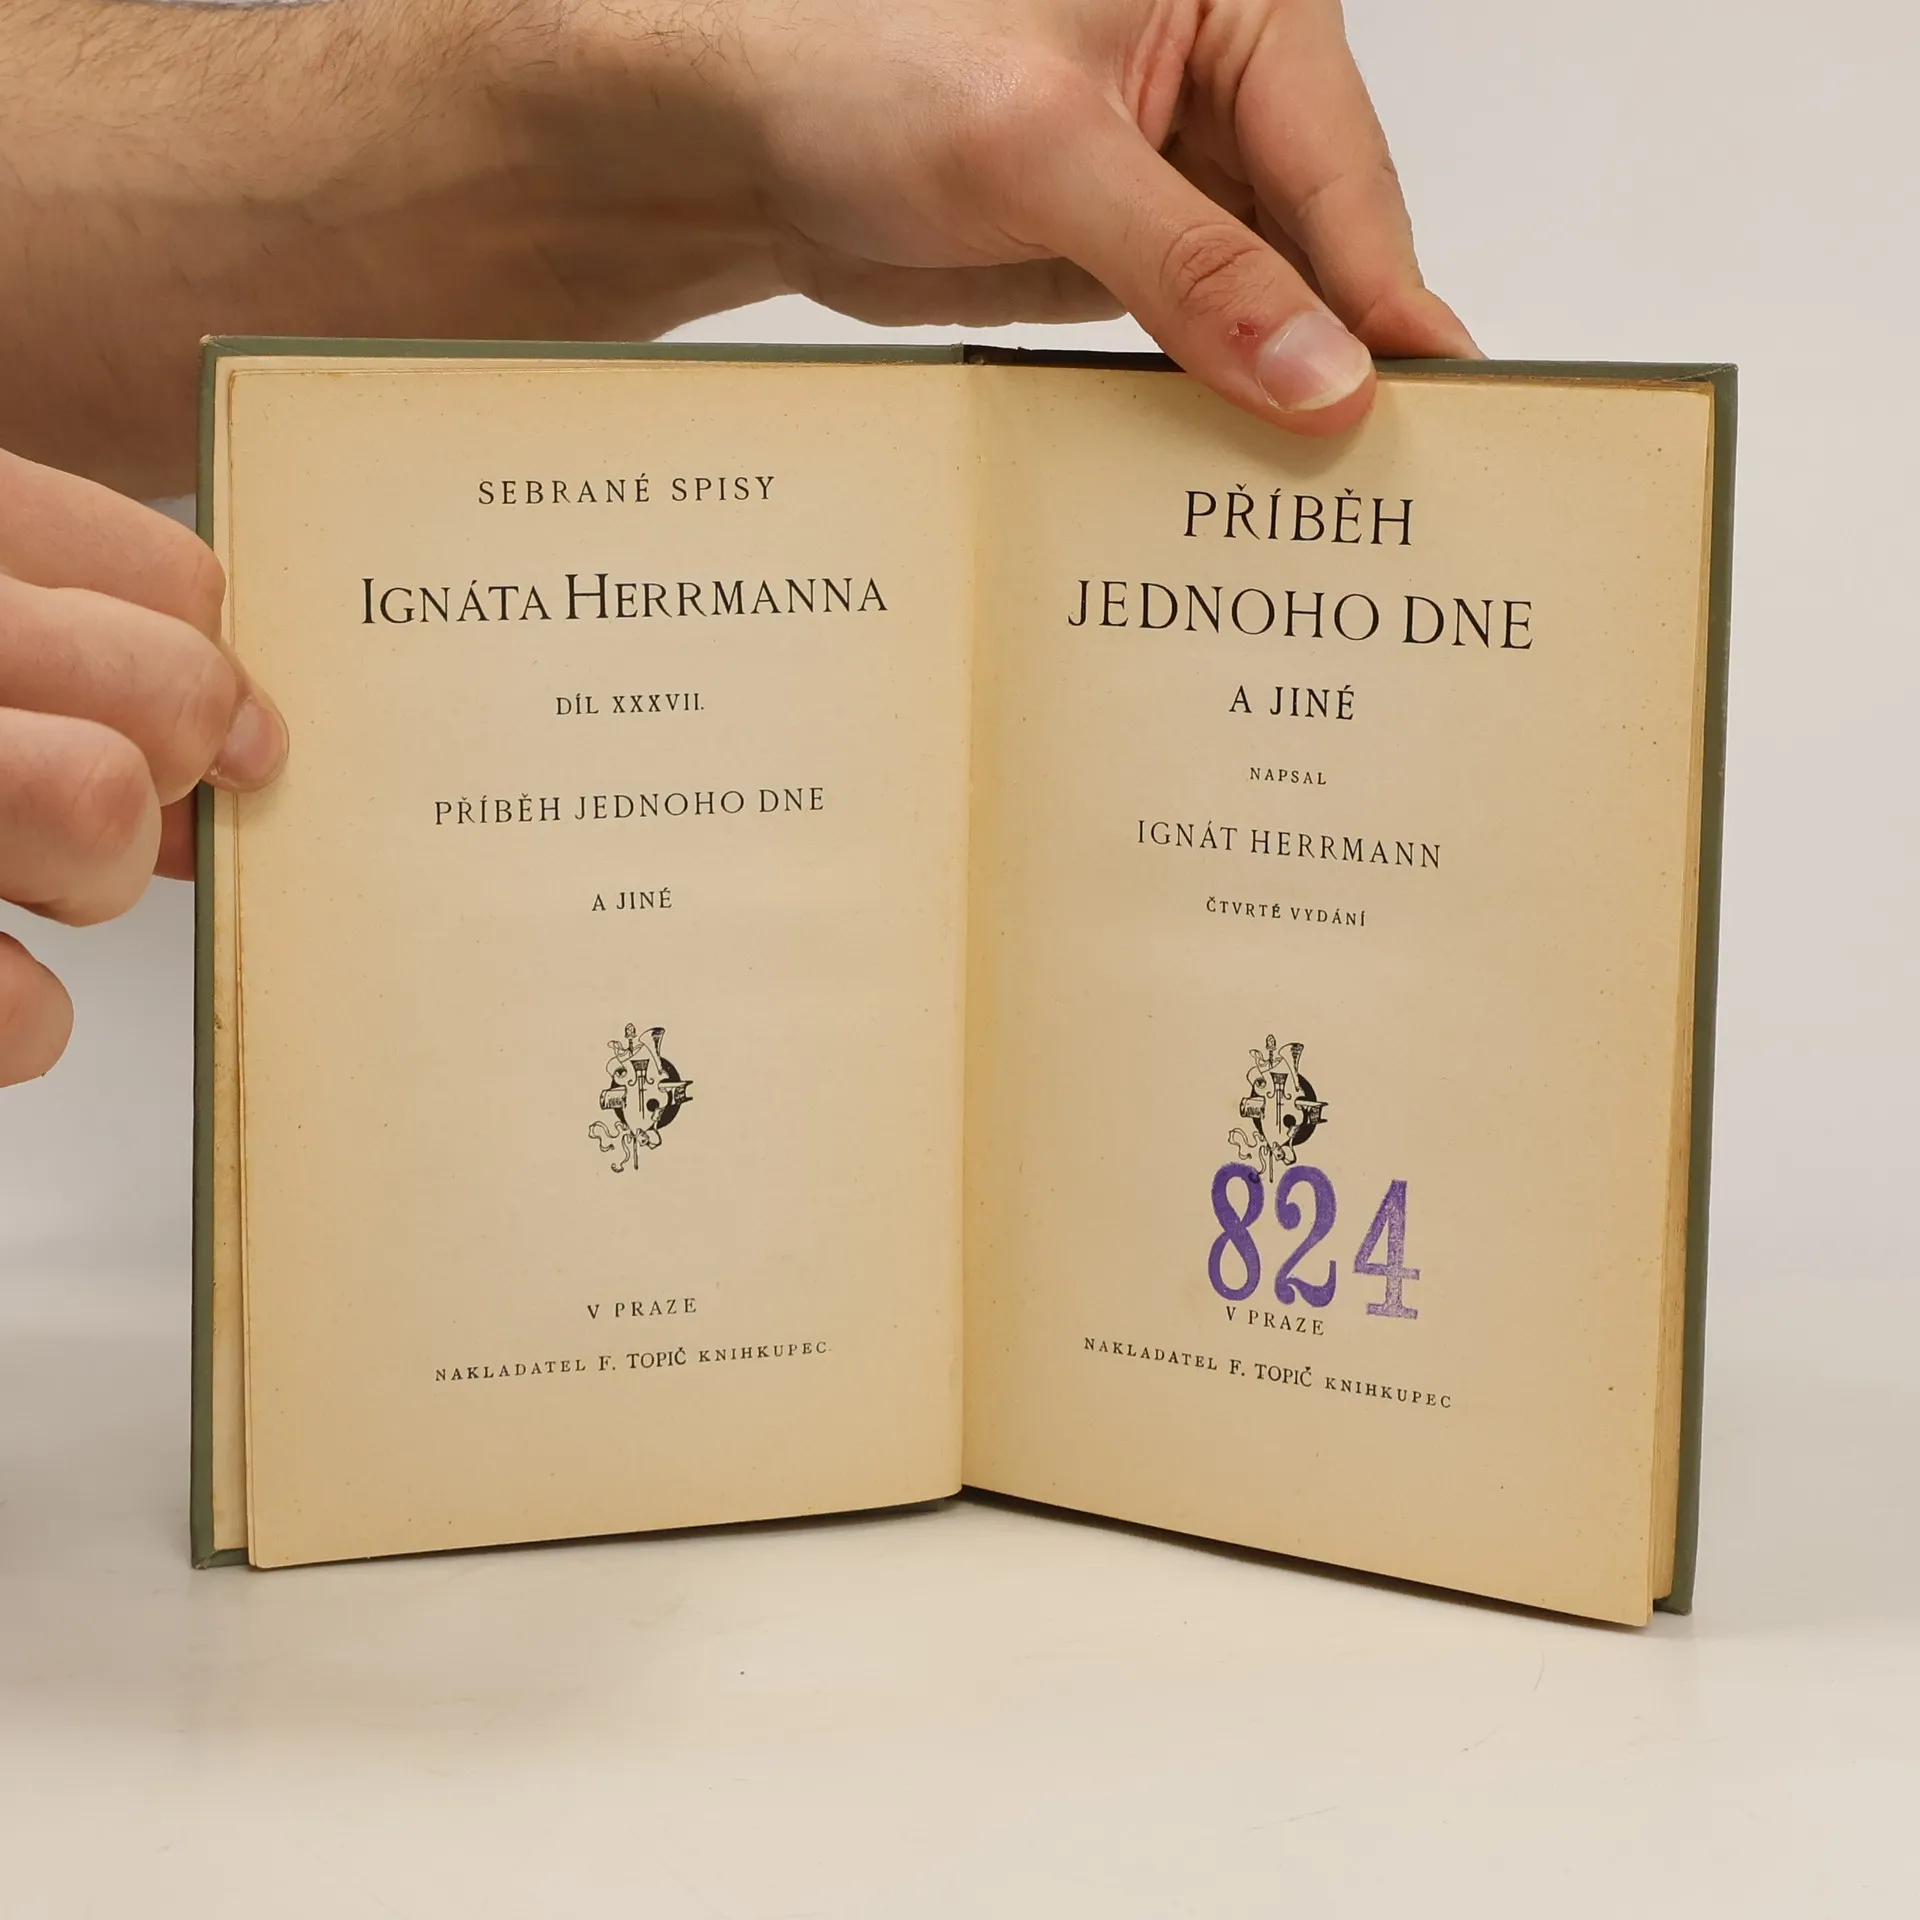 SEBRANÉ SPISY
IGNÁTA HERRMANNA
DÍL XXXVII.
PŘÍBĚH JEDNOHO DNE
A JINÉ
V PRAZE
NAKLADATEL F. TOPIČ KNIHKUPEC.
PŘÍBĚH
JEDNOHO DNE
A JINÉ
NAPSAL
IGNÁT HERRMANN
ČTVRTÉ VYDÁNÍ
824
V PRAZE
NAKLADATEL F. TOPIČ KNIHKUPEC